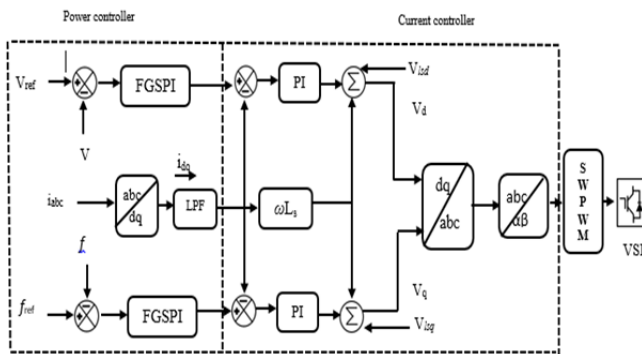 Power controller
Current controller
Vref
FGSPI
PI
Σ
Vlsd
Vd
V
idq
iabc
abc
dq
LPF
ωLs
dq
abc
abc
αβ
S
W
P
W
M
f
VSI
fref
FGSPI
PI
Σ
Vq
Vlsq